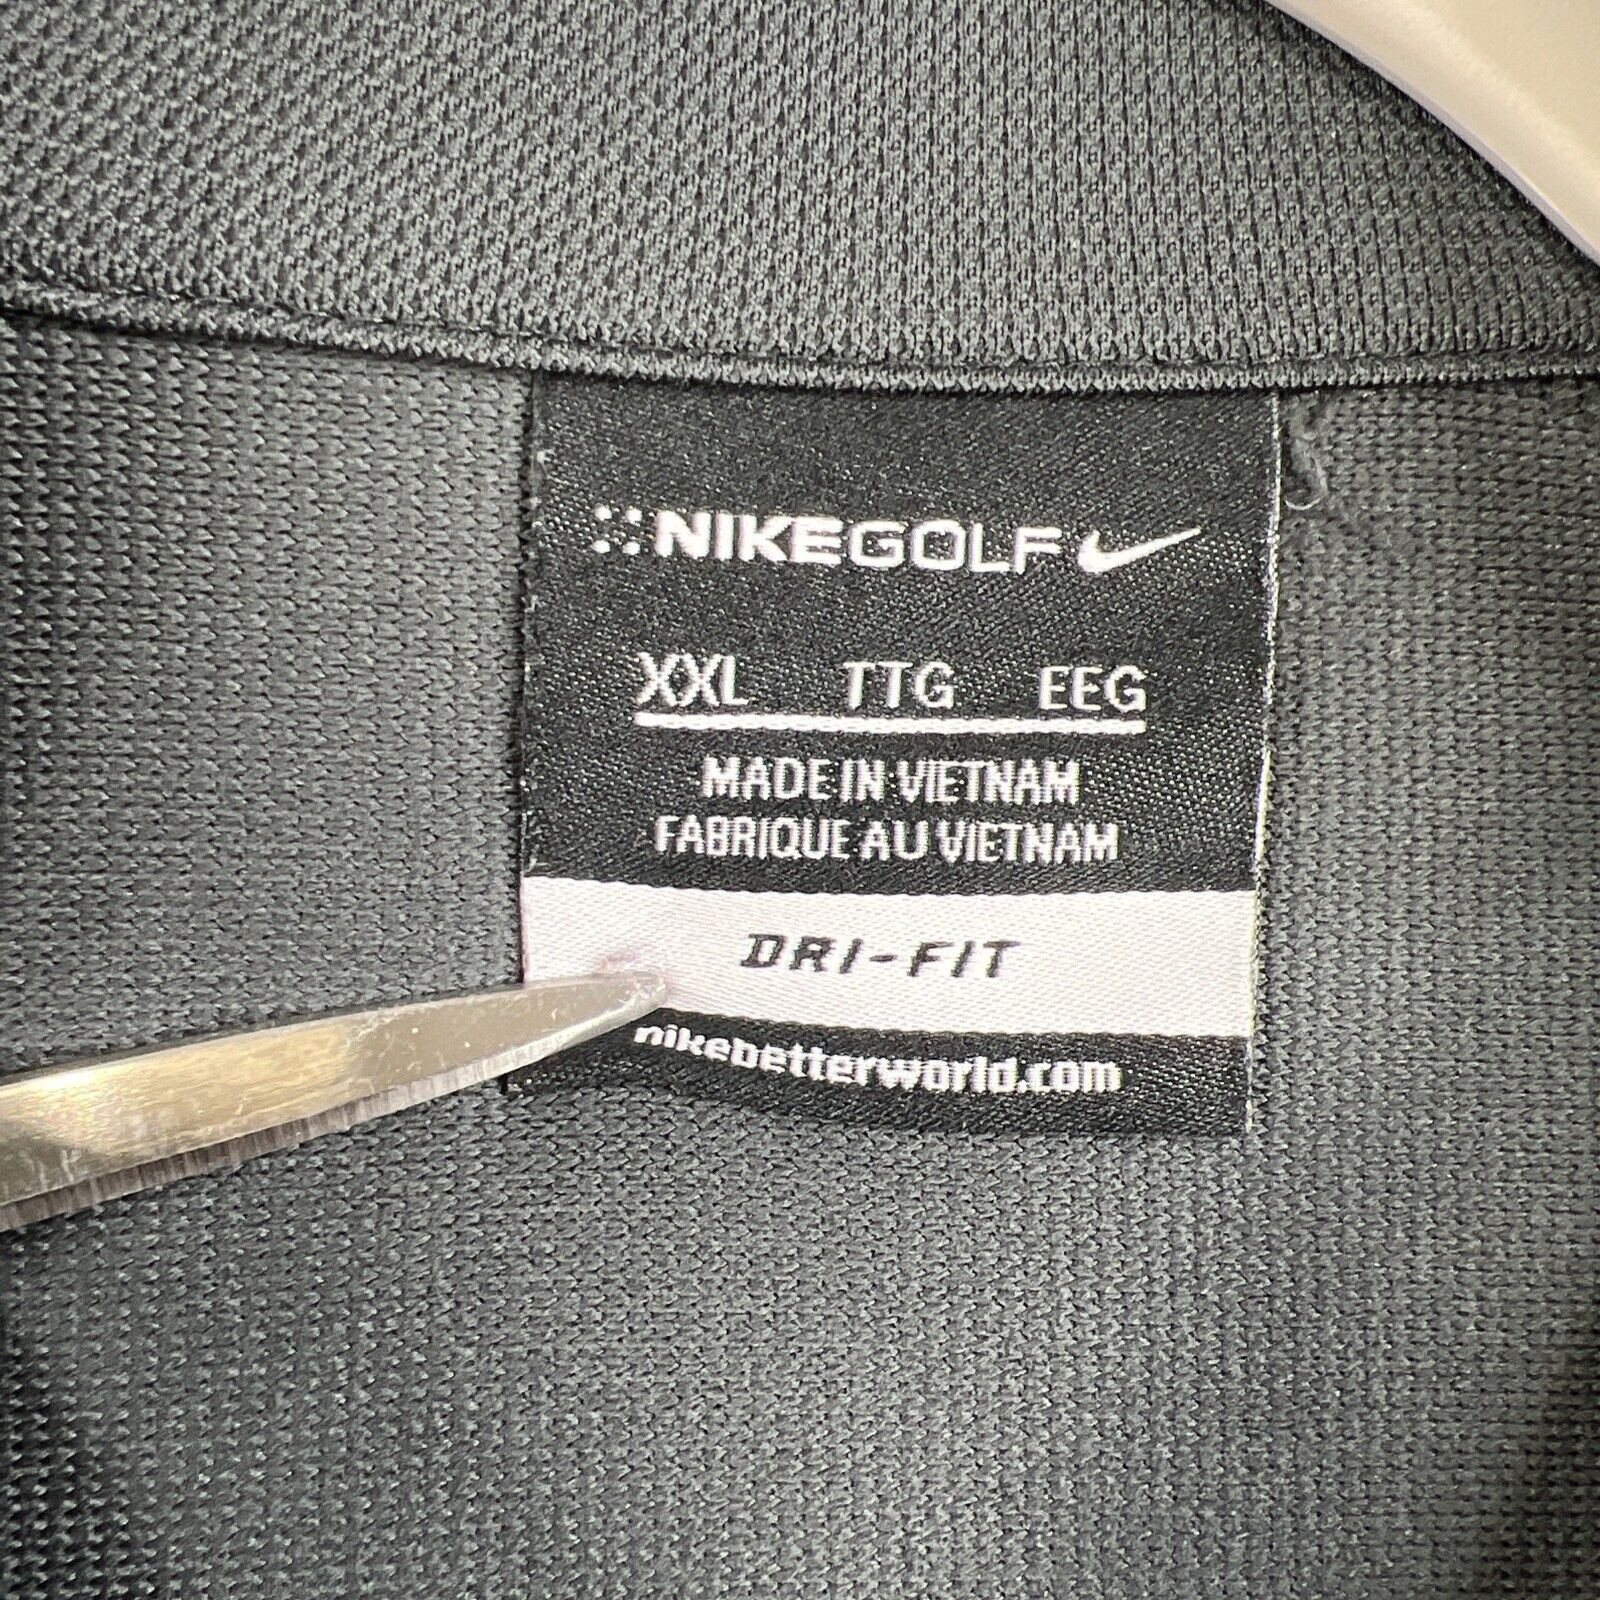 NIKEGOLF
XXL TTG EEG
MADE IN VIETNAM
FABRIQUE AU VIETNAM
DRI-FIT
nikebetterworld.com